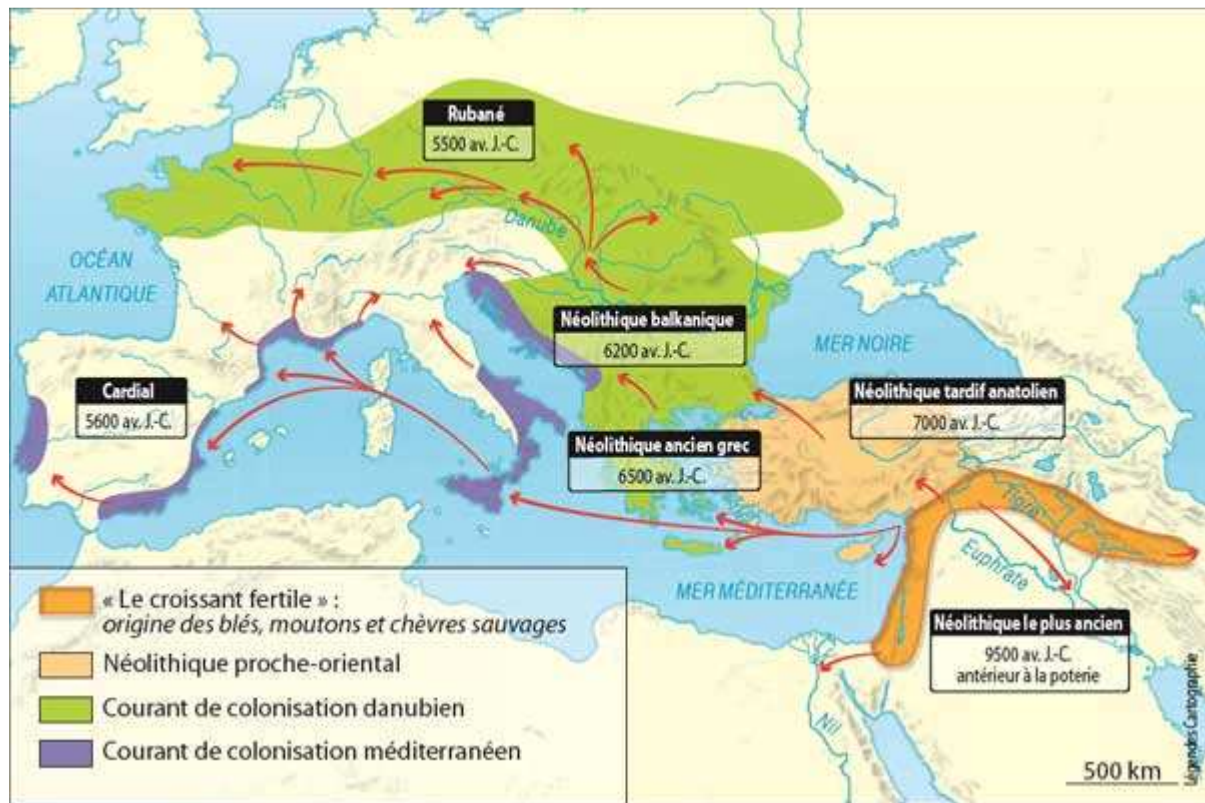 Rubané
5500 av. J.-C.
Danube
OCÉAN
ATLANTIQUE
Néolithique balkanique
6200 av. J.-C.
MER NOIRE
Cardial
5600 av. J.-C.
Néolithique tardif anatolien
7000 av. J.-C.
Néolithique ancien grec
6500 av. J.-C.
Tigre
Euphrate
MER MÉDITERRANÉE
Néolithique le plus ancien
9500 av. J.-C.
antérieur à la poterie
Nil
« Le croissant fertile » :
origine des blés, moutons et chèvres sauvages
Néolithique proche-oriental
Courant de colonisation danubien
Courant de colonisation méditerranéen
500 km
Légendes Cartographie